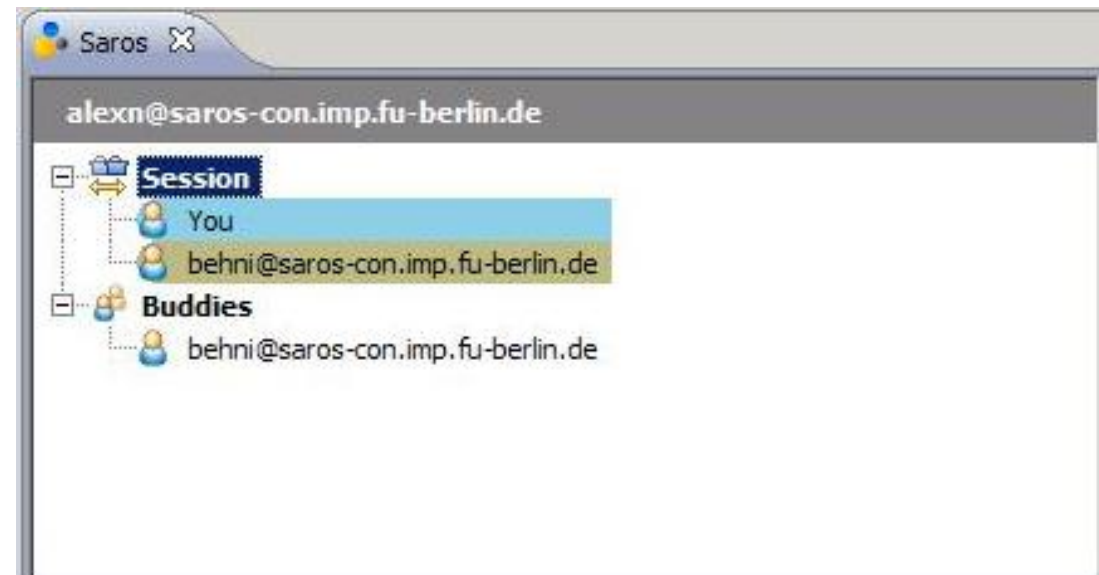 Saros
alexn@saros-con.imp.fu-berlin.de
Session
You
behni@saros-con.imp.fu-berlin.de
Buddies
behni@saros-con.imp.fu-berlin.de